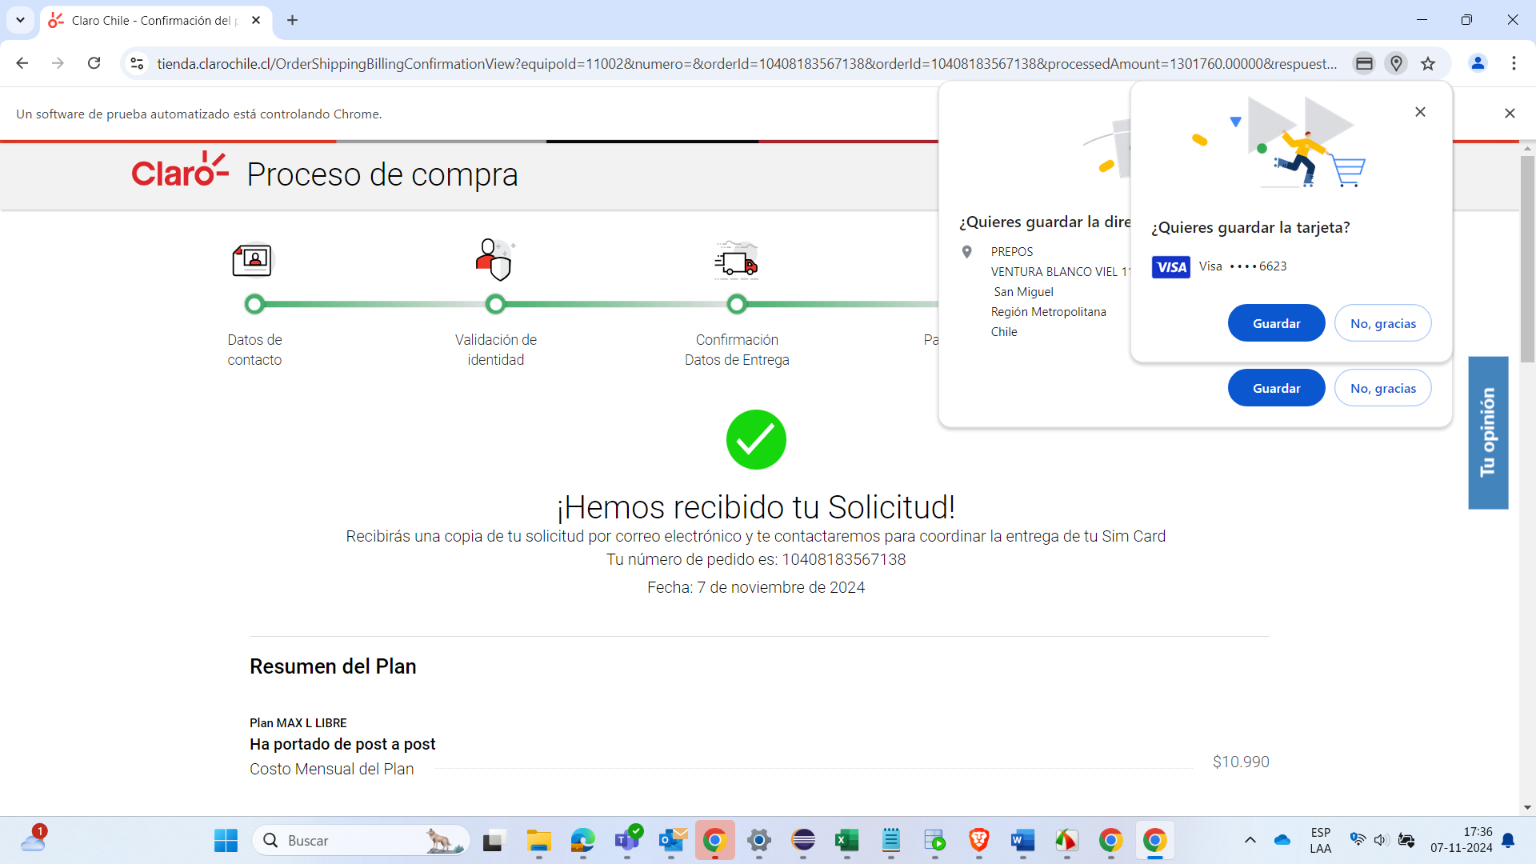 Claro Chile - Confirmación del p
tienda.clarochile.cl/OrderShippingBillingConfirmationView?equipoId=11002&numero=&orderId=10408183567138&orderId=10408183567138&processedAmount=1301760.00000&respuest...
Un software de prueba automatizado está controlando Chrome.
Claro Proceso de compra
Datos de
contacto
Validación de
identidad
Confirmación
Datos de Entrega
Pa
¿Quieres guardar la dire
PREPOS
VENTURA BLANCO VIEL 11
San Miguel
Región Metropolitana
Chile
Guardar No, gracias
¿Quieres guardar la tarjeta?
VISA Visa •••• 6623
Guardar No, gracias
Tu opinión
¡Hemos recibido tu Solicitud!
Recibirás una copia de tu solicitud por correo electrónico y te contactaremos para coordinar la entrega de tu Sim Card
Tu número de pedido es: 10408183567138
Fecha: 7 de noviembre de 2024
Resumen del Plan
Plan MAX L LIBRE
Ha portado de post a post
Costo Mensual del Plan $10.990
1
Buscar
ESP
LAA
17:36
07-11-2024